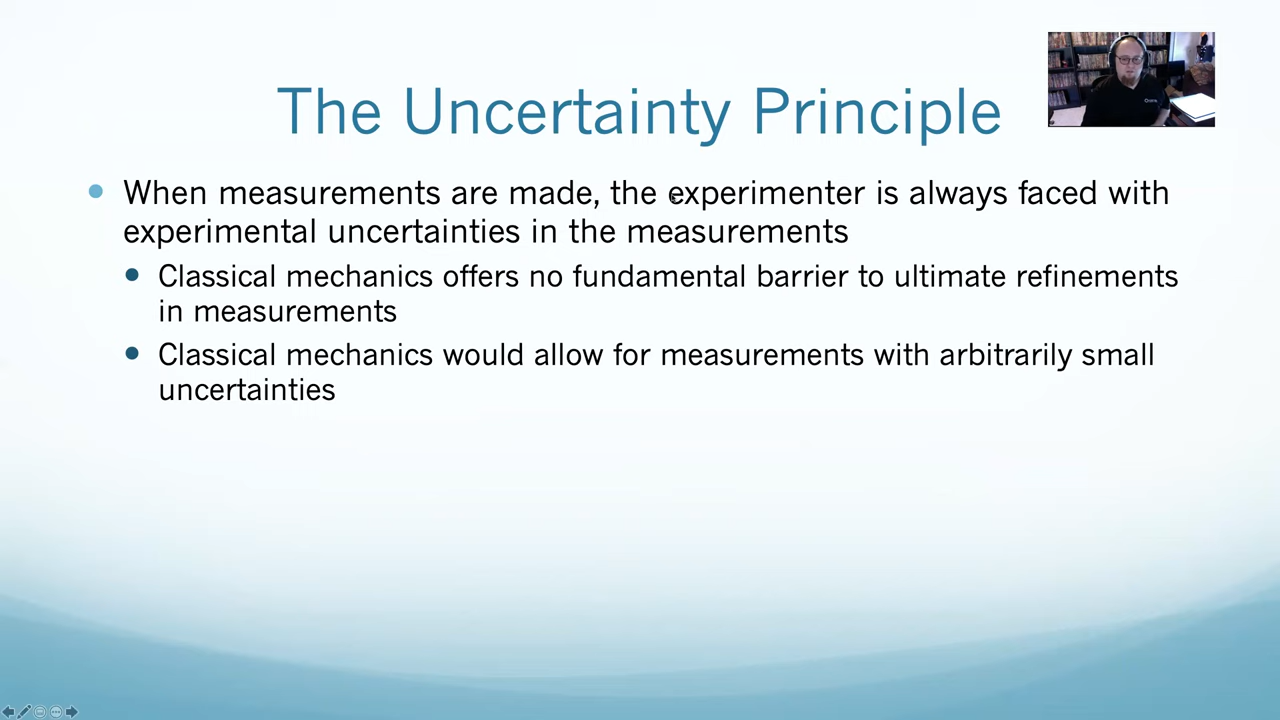 The Uncertainty Principle
When measurements are made, the experimenter is always faced with
experimental uncertainties in the measurements
Classical mechanics offers no fundamental barrier to ultimate refinements
in measurements
Classical mechanics would allow for measurements with arbitrarily small
uncertainties